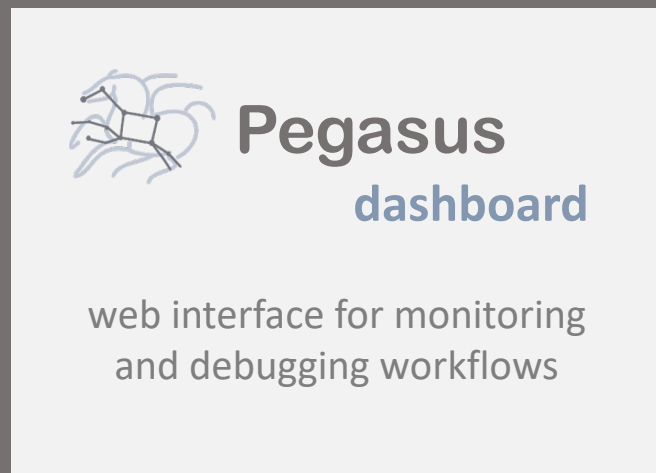 Pegasus
dashboard
web interface for monitoring
and debugging workflows